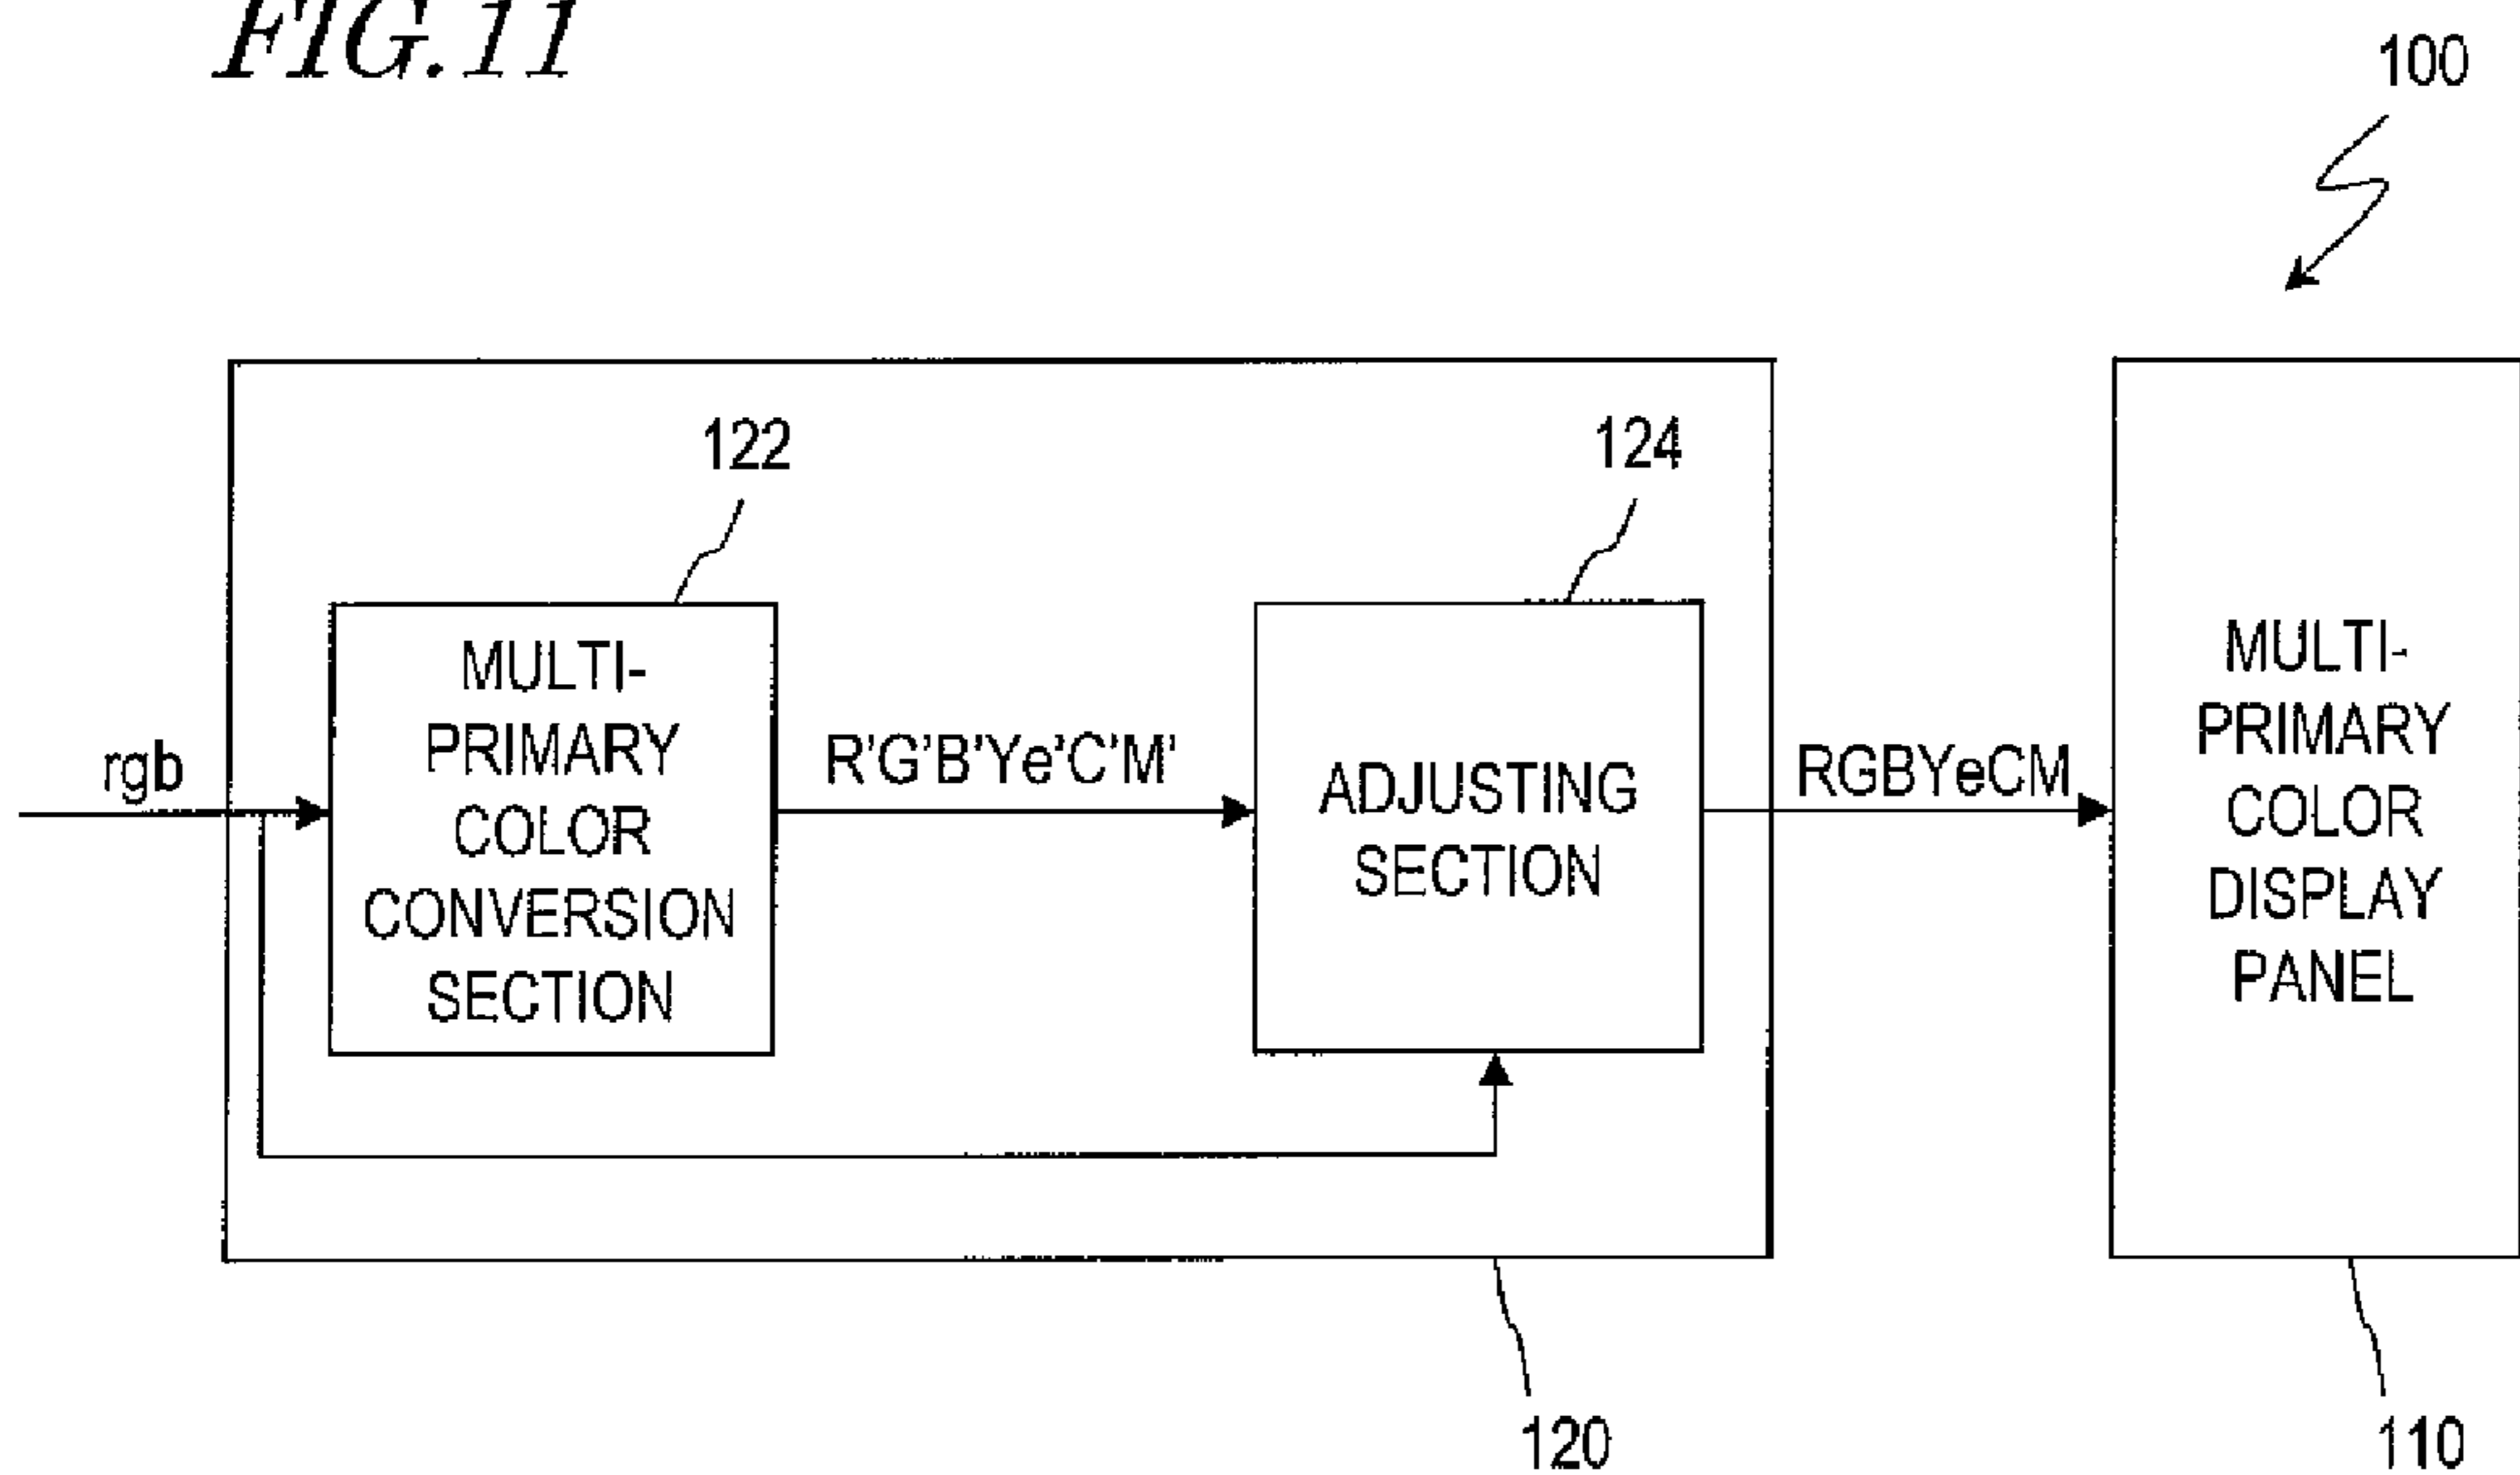 FIG.11
100
122
124
rgb
MULTI-
PRIMARY
COLOR
CONVERSION
SECTION
R'G'B'Ye'C'M'
ADJUSTING
SECTION
RGBYeCM
MULTI-
PRIMARY
COLOR
DISPLAY
PANEL
120
110